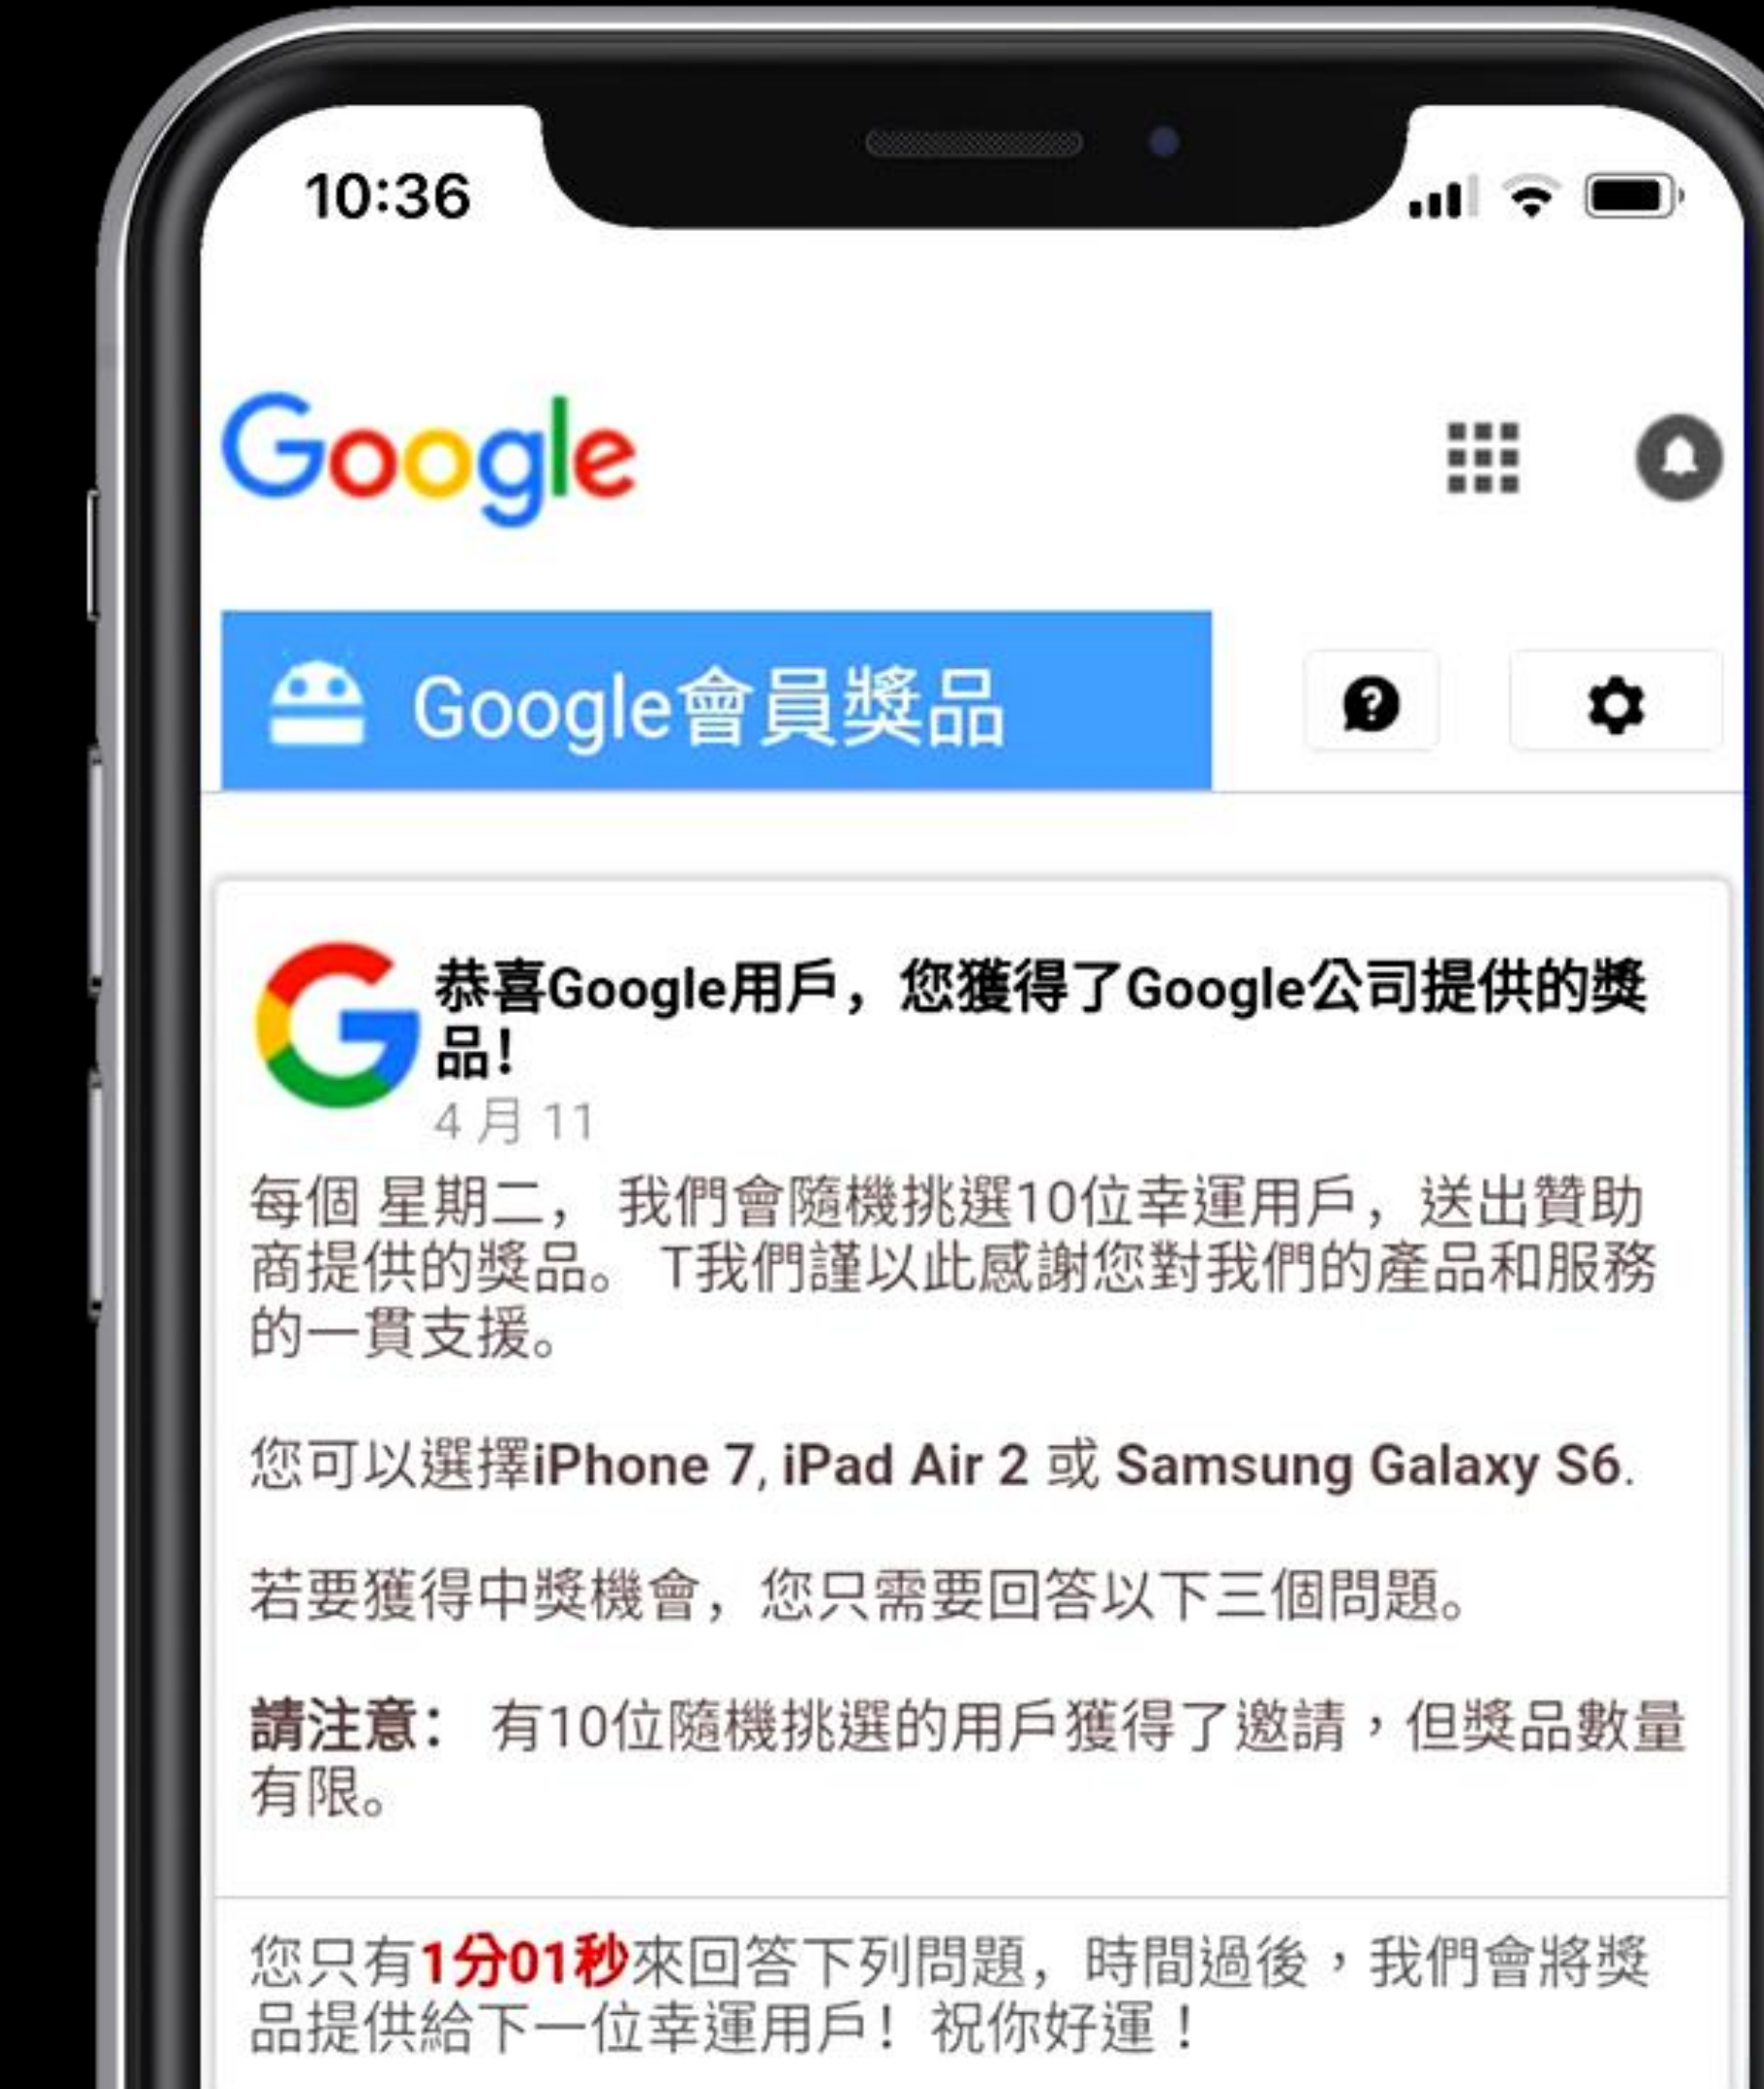 10:36
Google
Google會員獎品
恭喜Google用戶，您獲得了Google公司提供的獎
品！
4 月 11
每個 星期二， 我們會隨機挑選10位幸運用戶，送出贊助
商提供的獎品。 T我們謹以此感謝您對我們的產品和服務
的一貫支援。
您可以選擇iPhone 7, iPad Air 2 或 Samsung Galaxy S6.
若要獲得中獎機會，您只需要回答以下三個問題。
請注意： 有10位隨機挑選的用戶獲得了邀請，但獎品數量
有限。
您只有1分01秒來回答下列問題，時間過後，我們會將獎
品提供給下一位幸運用戶！祝你好運！